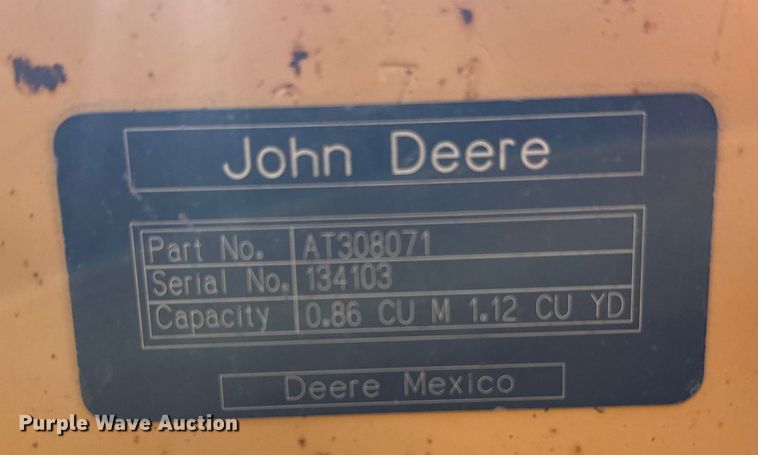 John Deere
Part No. AT308071
Serial No. 134103
Capacity 0.86 CU M 1.12 CU YD
Deere Mexico
Purple Wave Auction